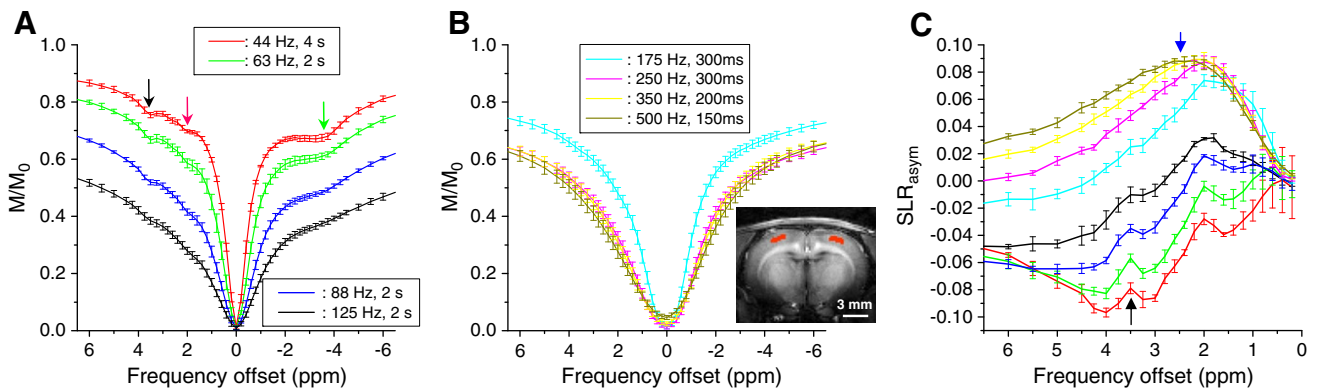 A
: 44 Hz, 4 s
: 63 Hz, 2 s
: 88 Hz, 2 s
: 125 Hz, 2 s
M/M0
1.0
0.8
0.6
0.4
0.2
0.0
6 4 2 0 -2 -4 -6
Frequency offset (ppm)
B
: 175 Hz, 300ms
: 250 Hz, 300ms
: 350 Hz, 200ms
: 500 Hz, 150ms
M/M0
1.0
0.8
0.6
0.4
0.2
0.0
3 mm
6 4 2 0 -2 -4 -6
Frequency offset (ppm)
C
SLRasym
0.10
0.08
0.06
0.04
0.02
0.00
-0.02
-0.04
-0.06
-0.08
-0.10
6 5 4 3 2 1 0
Frequency offset (ppm)